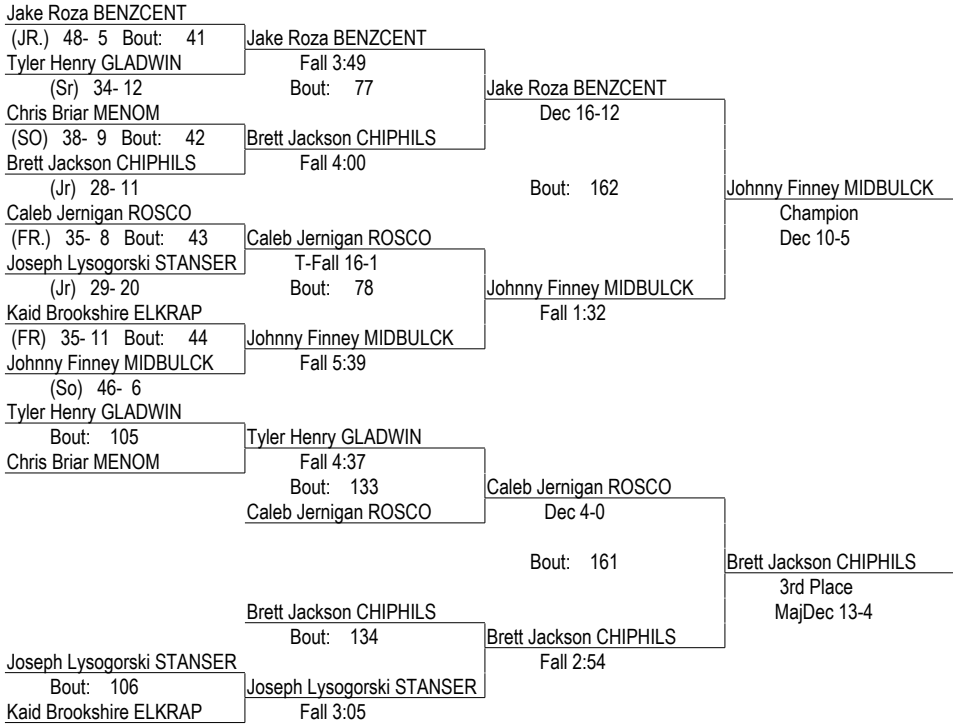 Jake Roza BENZCENT
(JR.) 48- 5 Bout: 41
Jake Roza BENZCENT
Tyler Henry GLADWIN
Fall 3:49
(Sr) 34- 12
Bout: 77
Jake Roza BENZCENT
Chris Briar MENOM
Dec 16-12
(SO) 38- 9 Bout: 42
Brett Jackson CHIPHILS
Brett Jackson CHIPHILS
Fall 4:00
(Jr) 28- 11
Bout: 162
Johnny Finney MIDBULCK
Caleb Jernigan ROSCO
Champion
(FR.) 35- 8 Bout: 43
Caleb Jernigan ROSCO
Dec 10-5
Joseph Lysogorski STANSER
T-Fall 16-1
(Jr) 29- 20
Bout: 78
Johnny Finney MIDBULCK
Kaid Brookshire ELKRAP
Fall 1:32
(FR) 35- 11 Bout: 44
Johnny Finney MIDBULCK
Johnny Finney MIDBULCK
Fall 5:39
(So) 46- 6
Tyler Henry GLADWIN
Bout: 105
Tyler Henry GLADWIN
Chris Briar MENOM
Fall 4:37
Bout: 133
Caleb Jernigan ROSCO
Caleb Jernigan ROSCO
Dec 4-0
Bout: 161
Brett Jackson CHIPHILS
3rd Place
Brett Jackson CHIPHILS
MajDec 13-4
Bout: 134
Brett Jackson CHIPHILS
Joseph Lysogorski STANSER
Fall 2:54
Bout: 106
Joseph Lysogorski STANSER
Kaid Brookshire ELKRAP
Fall 3:05